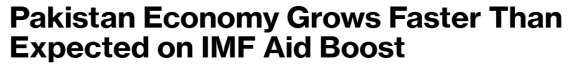 Pakistan Economy Grows Faster Than
Expected on IMF Aid Boost